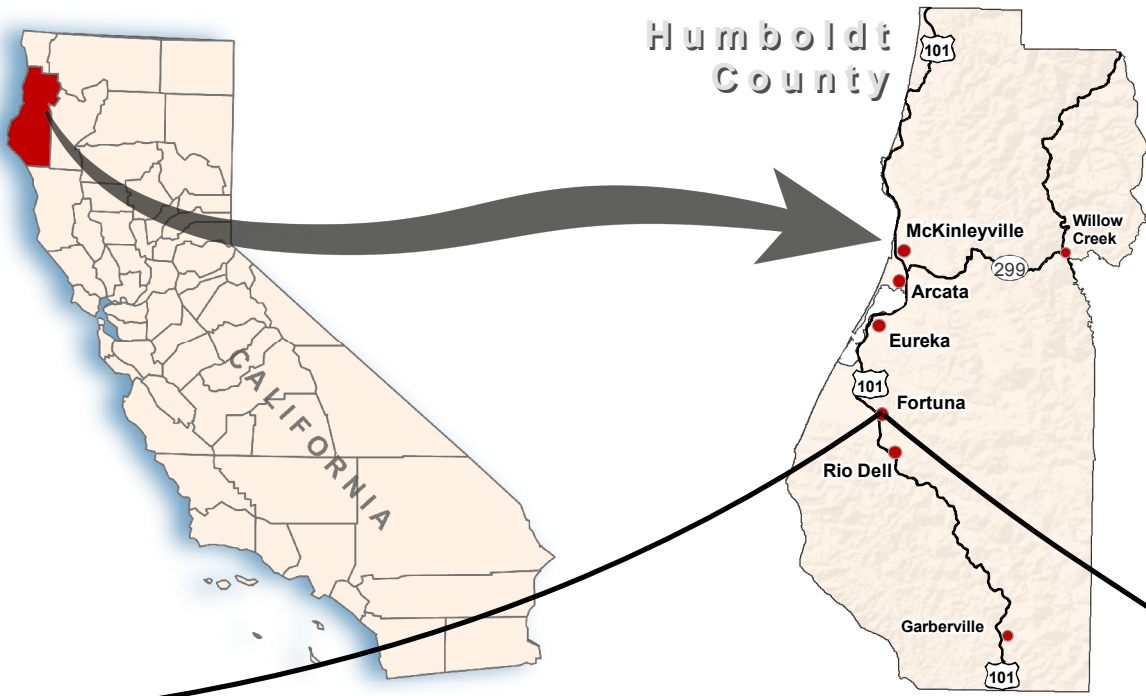 Humboldt
County
101
McKinleyville
Willow
Creek
299
Arcata
Eureka
101
Fortuna
Rio Dell
Garberville
101
CALIFORNIA